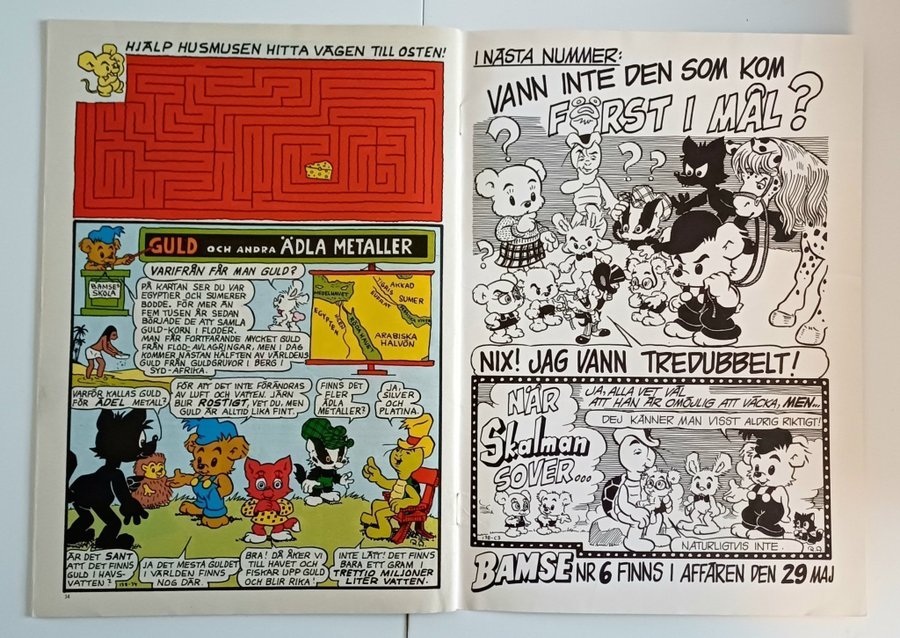 HJÄLP HUSMUSEN HITTA VÄGEN TILL OSTEN!
GULD OCH ANDRA ÄDLA METALLER
BAMSE-
SKOLA
VARIFRÅN FÅR MAN GULD?
PÅ KARTAN SER DU VAR
EGYPTIER OCH SUMERER
BODDE. FÖR MER ÄN
FEM TUSEN ÅR SEDAN
BÖRJADE DE ATT SAMLA
GULD-KORN I FLODER.
MAN FÅR FORTFARANDE MYCKET GULD
FRÅN FLOD-AVLAGRINGAR, MEN I DAG
KOMMER NÄSTAN HÄLFTEN AV VÄRLDENS
GULD FRÅN GULDGRUVOR I BERG I
SYD-AFRIKA.
MEDELHAVET
AKKAD
SUMER
EGYPTEN
NILEN
RÖDA HAVET
ARABISKA
HALVÖN
VARFÖR KALLAS GULD
FÖR ÄDEL METALL?
FÖR ATT DET INTE FÖRÄNDRAS
AV LUFT OCH VATTEN. JÄRN
BLIR ROSTIGT, VET DU, MEN
GULD ÄR ALLTID LIKA FINT.
FINNS DET
FLER
ÄDLA
METALLER?
JA,
SILVER
OCH
PLATINA.
ÄR DET SANT
ATT DET FINNS
GULD I HAVS-
VATTEN?
JA DET MESTA GULDET
I VÄRLDEN FINNS
NOG DÄR.
BRA! DÅ ÅKER VI
TILL HAVET OCH
FISKAR UPP GULD
OCH BLIR RIKA!
INTE LÄTT! DET FINNS
BARA ETT GRAM I
TRETTIO MILJONER
LITER VATTEN.
34
I NÄSTA NUMMER:
VANN INTE DEN SOM KOM
FÖRST I MÅL?
?
?
?
?
?
NIX! JAG VANN TREDUBBELT!
NÄR
Skalman
SOVER...
JA, ALLA VET VÄL
ATT HAN ÄR OMÖJLIG ATT VÄCKA, MEN...
DEJ KÄNNER MAN VISST ALDRIG RIKTIGT!
NATURLIGTVIS INTE.
BAMSE NR 6 FINNS I AFFÄREN DEN 29 MAJ